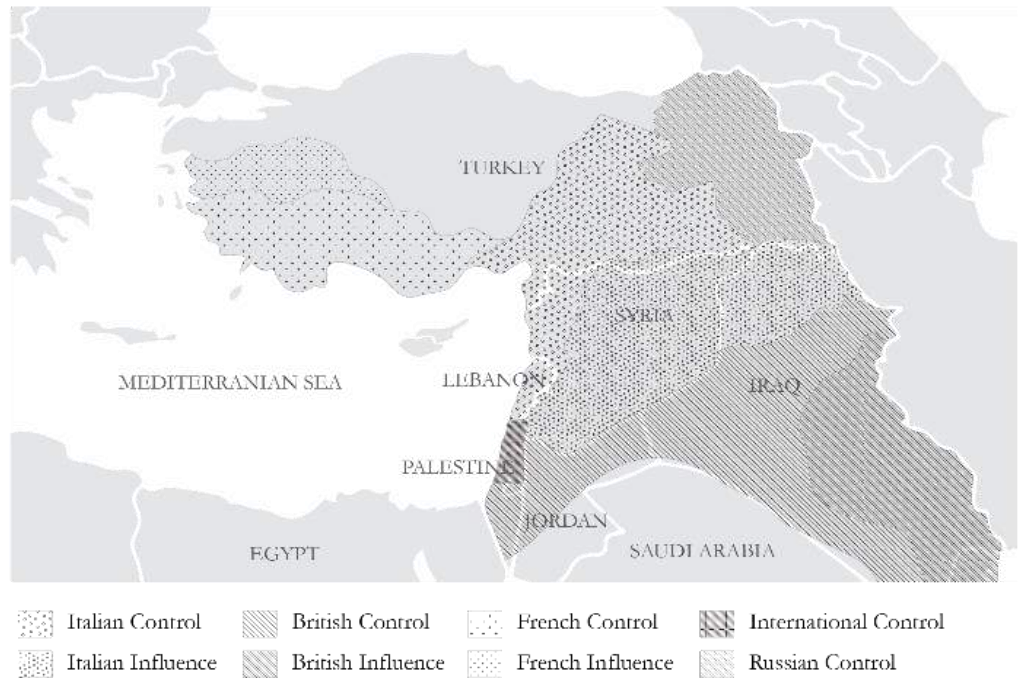 TURKEY
SYRIA
MEDITERRANIAN SEA
LEBANON
IRAQ
PALESTINE
JORDAN
EGYPT
SAUDI ARABIA
Italian Control
British Control
French Control
International Control
Italian Influence
British Influence
French Influence
Russian Control